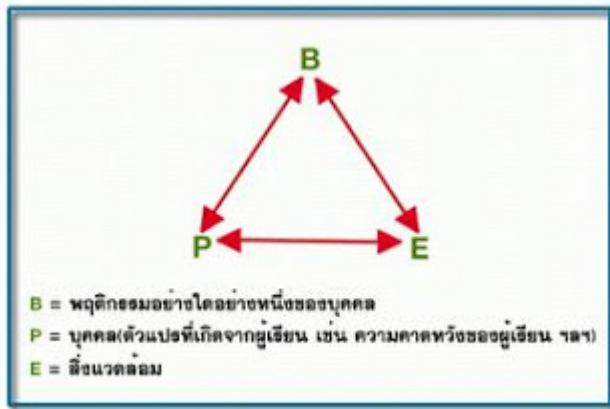 B
P E
B = พฤติกรรมอย่างใดอย่างหนึ่งของบุคคล
P = บุคคล(ตัวแปรที่เกิดจากผู้เรียน เช่น ความคาดหวังของผู้เรียน ฯลฯ)
E = สิ่งแวดล้อม